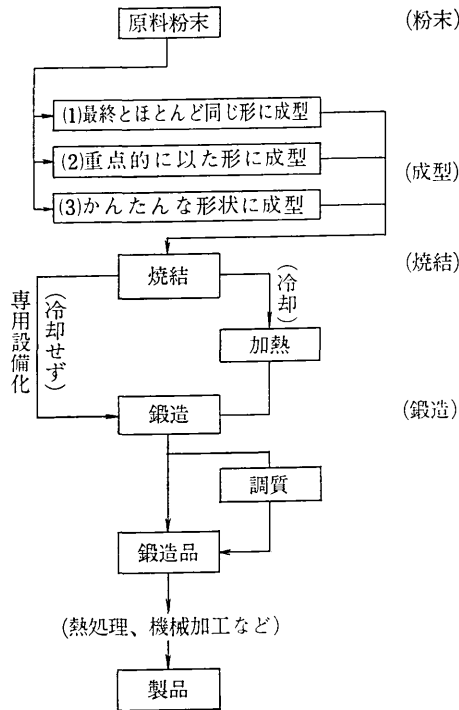 原料粉末
(粉末)
(1)最終とほとんど同じ形に成型
(2)重点的に以た形に成型
(成型)
(3)かんたんな形状に成型
焼結
(焼結)
専用設備化
(冷却せず)
(冷却)
加熱
鍛造
(鍛造)
調質
鍛造品
(熱処理、機械加工など)
製品